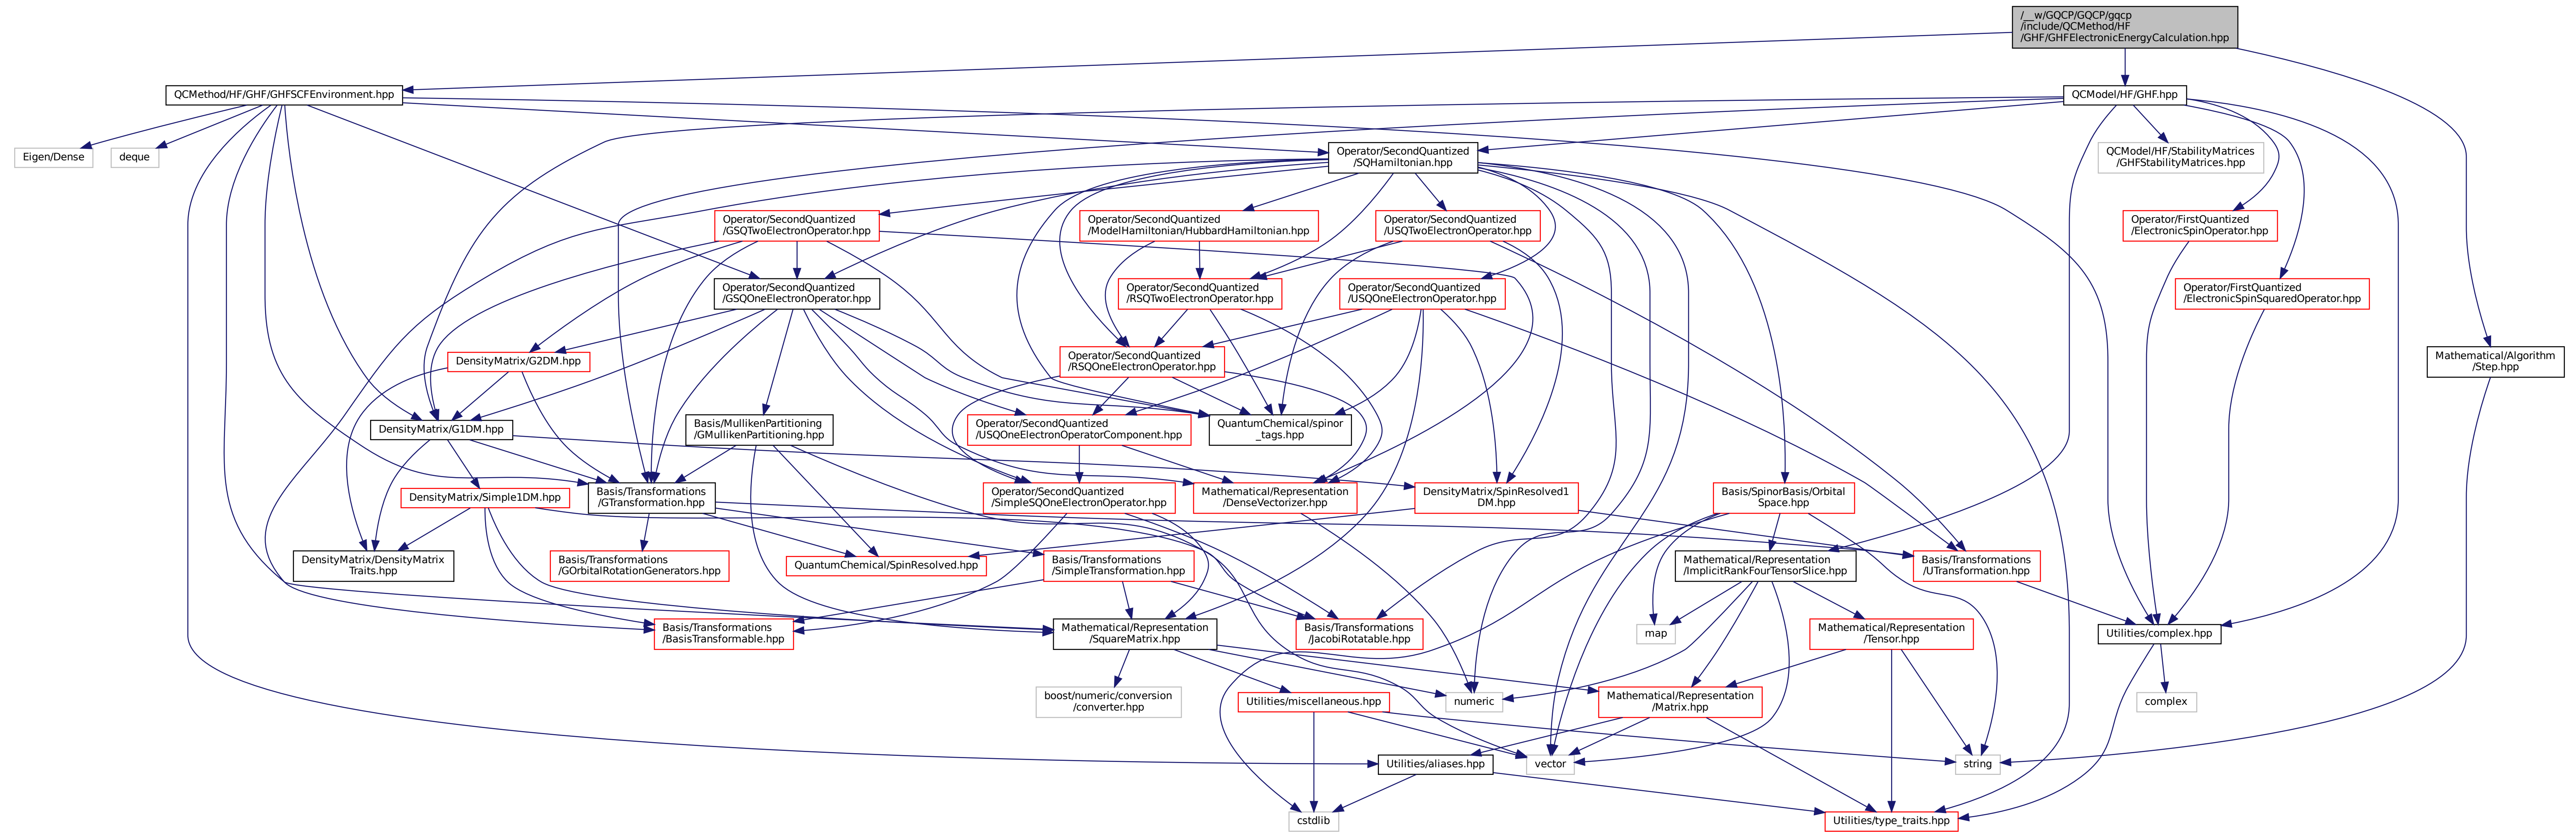 /__w/GQCP/GQCP/gqcp
/include/QCMethod/HF
/GHF/GHFElectronicEnergyCalculation.hpp
QCMethod/HF/GHF/GHFSCFEnvironment.hpp
QCModel/HF/GHF.hpp
Eigen/Dense
deque
Operator/SecondQuantized
/SQHamiltonian.hpp
QCModel/HF/StabilityMatrices
/GHFStabilityMatrices.hpp
Operator/SecondQuantized
/GSQTwoElectronOperator.hpp
Operator/SecondQuantized
/ModelHamiltonian/HubbardHamiltonian.hpp
Operator/SecondQuantized
/USQTwoElectronOperator.hpp
Operator/FirstQuantized
/ElectronicSpinOperator.hpp
Operator/SecondQuantized
/GSQOneElectronOperator.hpp
Operator/SecondQuantized
/RSQTwoElectronOperator.hpp
Operator/SecondQuantized
/USQOneElectronOperator.hpp
Operator/FirstQuantized
/ElectronicSpinSquaredOperator.hpp
DensityMatrix/G2DM.hpp
Operator/SecondQuantized
/RSQOneElectronOperator.hpp
Mathematical/Algorithm
/Step.hpp
DensityMatrix/G1DM.hpp
Basis/MullikenPartitioning
/GMullikenPartitioning.hpp
Operator/SecondQuantized
/USQOneElectronOperatorComponent.hpp
QuantumChemical/spinor
_tags.hpp
DensityMatrix/Simple1DM.hpp
Basis/Transformations
/GTransformation.hpp
Operator/SecondQuantized
/SimpleSQOneElectronOperator.hpp
Mathematical/Representation
/DenseVectorizer.hpp
DensityMatrix/SpinResolved1
DM.hpp
Basis/SpinorBasis/Orbital
Space.hpp
DensityMatrix/DensityMatrix
Traits.hpp
Basis/Transformations
/GOrbitalRotationGenerators.hpp
QuantumChemical/SpinResolved.hpp
Basis/Transformations
/SimpleTransformation.hpp
Mathematical/Representation
/ImplicitRankFourTensorSlice.hpp
Basis/Transformations
/UTransformation.hpp
Basis/Transformations
/BasisTransformable.hpp
Mathematical/Representation
/SquareMatrix.hpp
Basis/Transformations
/JacobiRotatable.hpp
map
Mathematical/Representation
/Tensor.hpp
Utilities/complex.hpp
boost/numeric/conversion
/converter.hpp
Utilities/miscellaneous.hpp
numeric
Mathematical/Representation
/Matrix.hpp
complex
Utilities/aliases.hpp
vector
string
cstdlib
Utilities/type_traits.hpp